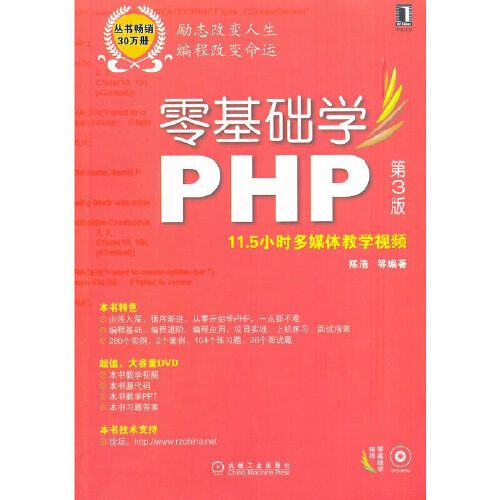 丛书畅销
30万册
励志改变人生
编程改变命运
零基础学
PHP
第3版
11.5小时多媒体教学视频
陈浩 等编著
本书特色
由浅入深，循序渐进，从零开始学PHP，一点都不难
编程基础、编程进阶、编程应用、项目实战、上机练习、面试指南
280个实例、2个案例、104个练习题、26个面试题
超值、大容量DVD
本书教学视频
本书源代码
本书教学PPT
本书习题答案
本书技术支持
论坛：http://www.rzchina.net
机械工业出版社
China Machine Press
零基础学
编程
DVD-ROM